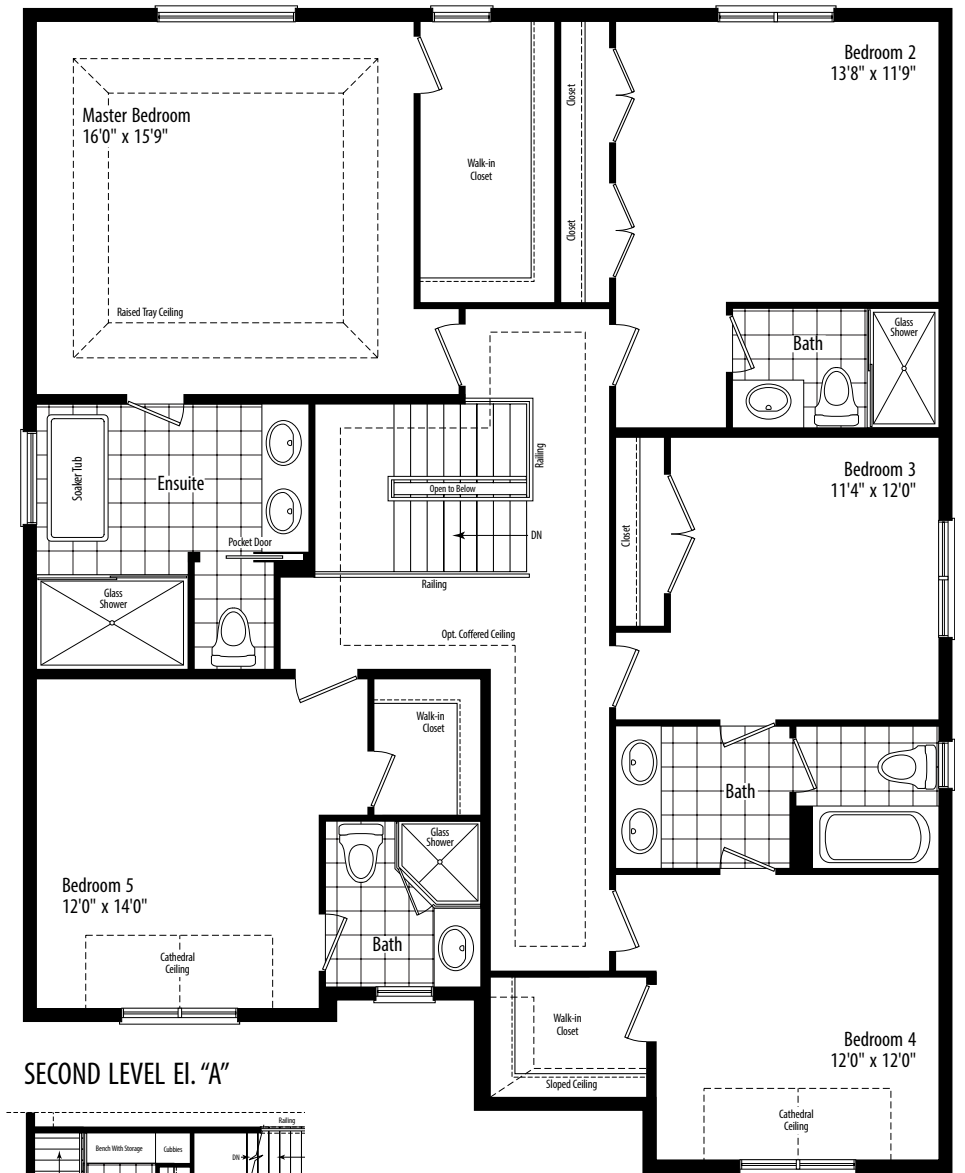 Bedroom 2
13'8" x 11'9"
Master Bedroom
16'0" x 15'9"
Closet
Walk-in
Closet
Closet
Raised Tray Ceiling
Glass
Shower
Bath
Soaker Tub
Ensuite
Railing
Open to Below
Bedroom 3
11'4" x 12'0"
Closet
DN
Pocket Door
Railing
Glass
Shower
Opt. Coffered Ceiling
Walk-in
Closet
Bath
Glass
Shower
Bedroom 5
12'0" x 14'0"
Bath
Cathedral
Ceiling
Walk-in
Closet
Sloped Ceiling
Bedroom 4
12'0" x 12'0"
Cathedral
Ceiling
SECOND LEVEL El. “A”
Railing
Bench With Storage
Cubbies
DN